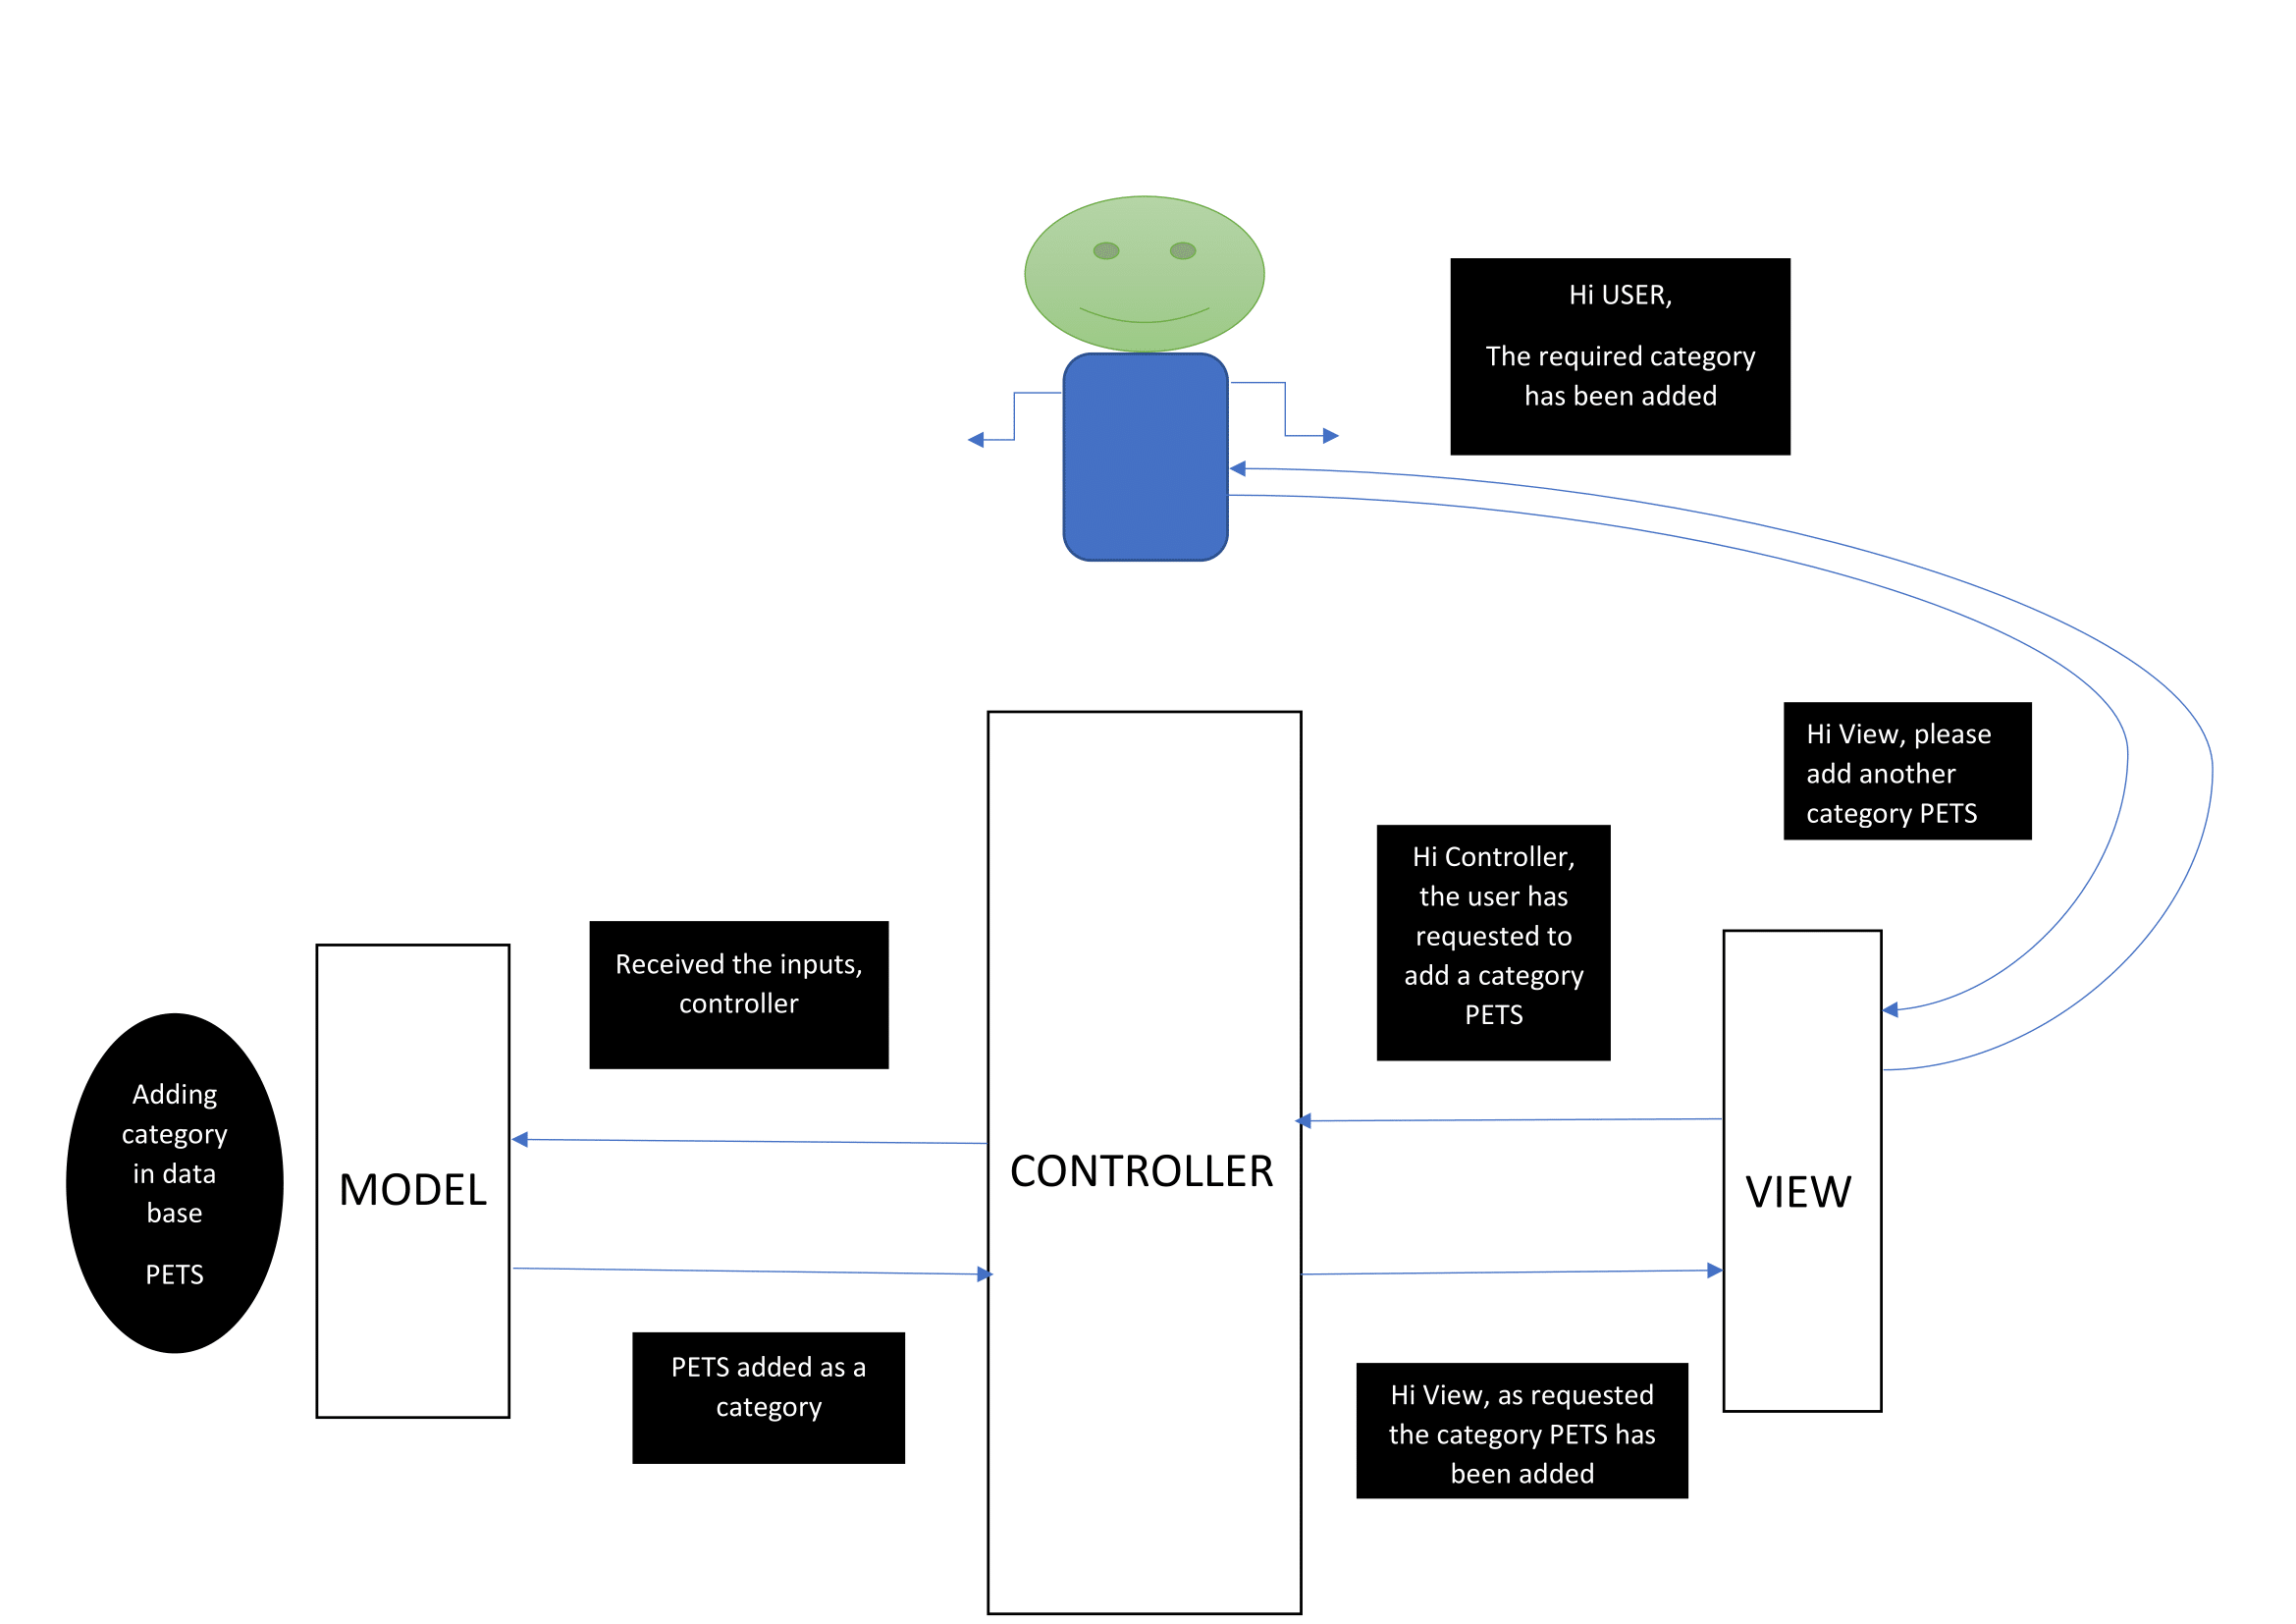 Hi USER,
The required category
has been added
Hi View, please
add another
category PETS
Hi Controller,
the user has
requested to
add a category
PETS
Received the inputs,
controller
Adding
category
in data
base
PETS
MODEL
CONTROLLER
VIEW
PETS added as a
category
Hi View, as requested
the category PETS has
been added